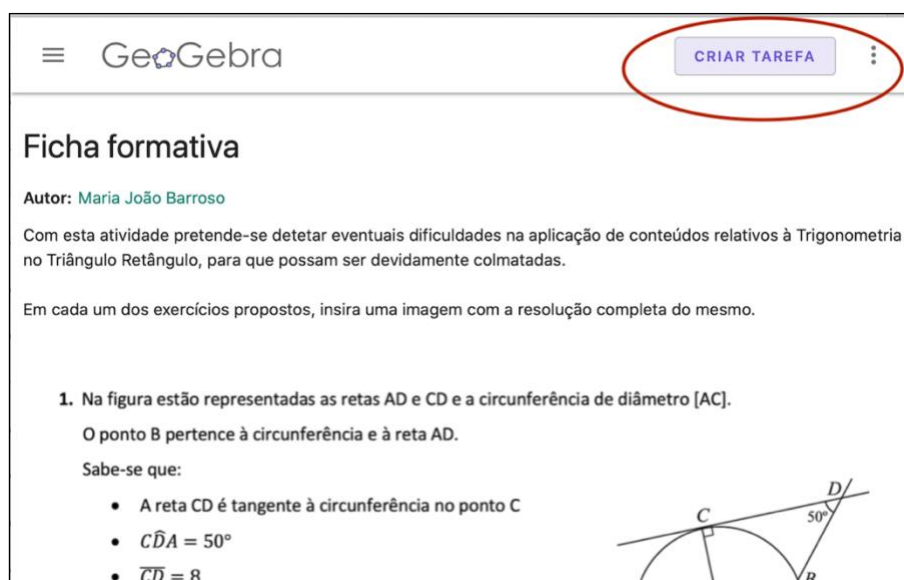 GeoGebra
CRIAR TAREFA
Ficha formativa
Autor: Maria João Barroso
Com esta atividade pretende-se detetar eventuais dificuldades na aplicação de conteúdos relativos à Trigonometria
no Triângulo Retângulo, para que possam ser devidamente colmatadas.
Em cada um dos exercícios propostos, insira uma imagem com a resolução completa do mesmo.
1. Na figura estão representadas as retas AD e CD e a circunferência de diâmetro [AC].
O ponto B pertence à circunferência e à reta AD.
Sabe-se que:
• A reta CD é tangente à circunferência no ponto C
• CD̂A = 50°
• C̅D̅ = 8
D
50°
C
B